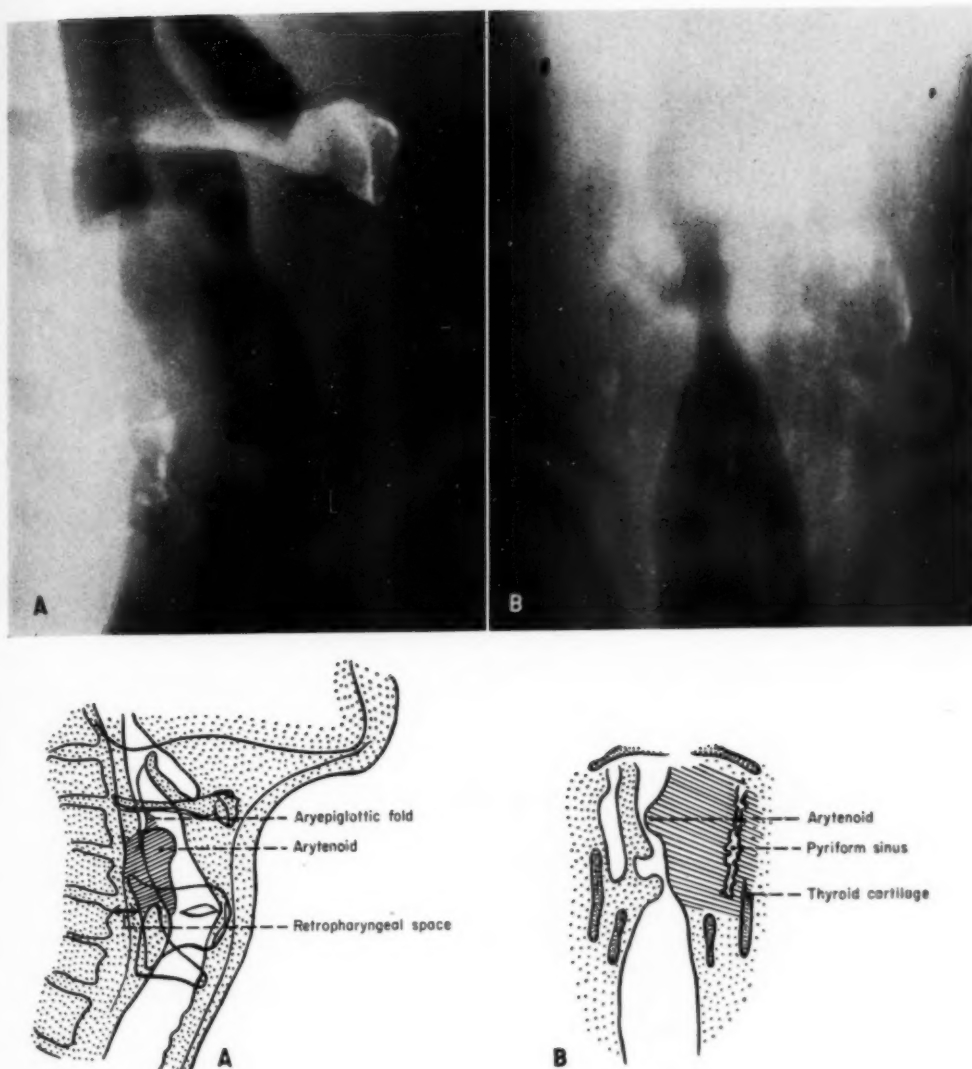 A
B
Aryepiglottic fold
Arytenoid
Retropharyngeal space
A
Arytenoid
Pyriform sinus
Thyroid cartilage
B